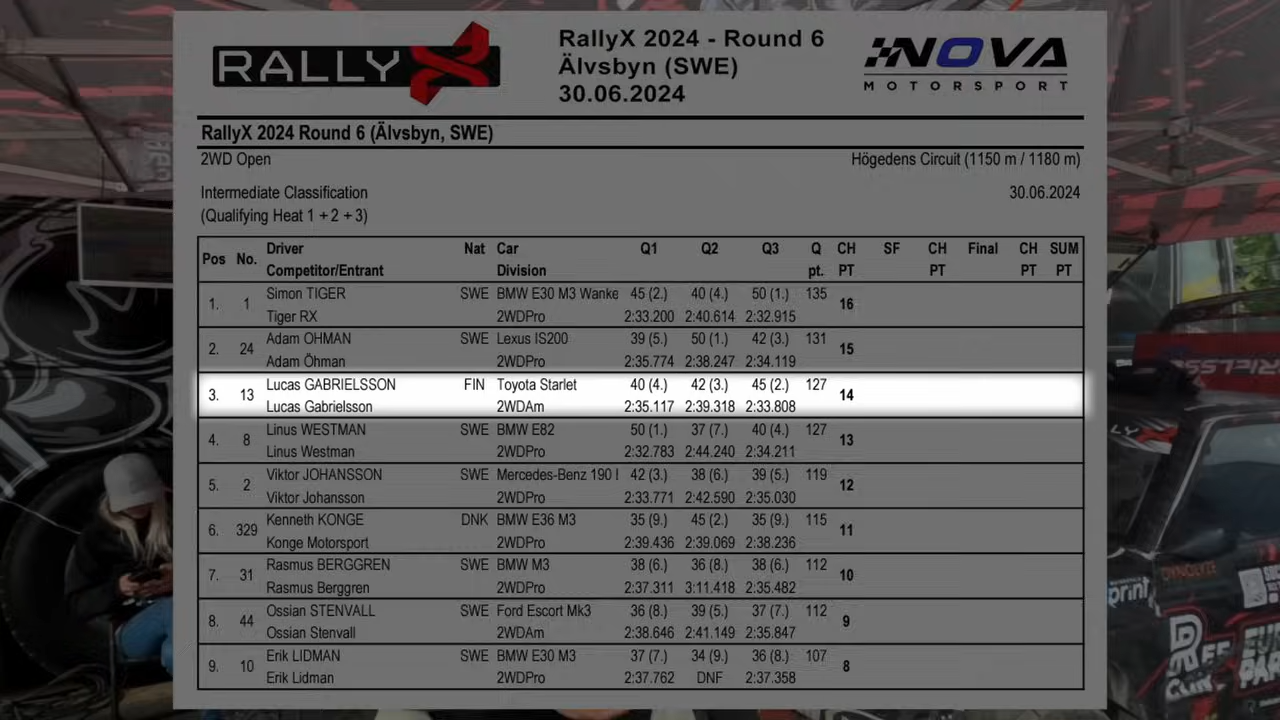 RALLYX
RallyX 2024 - Round 6
Älvsbyn (SWE)
30.06.2024
NOVA
MOTORSPORT
RallyX 2024 Round 6 (Älvsbyn, SWE)
2WD Open Högedens Circuit (1150 m / 1180 m)
Intermediate Classification 30.06.2024
(Qualifying Heat 1 + 2 + 3)
Pos No. Driver Nat Car Q1 Q2 Q3 Q CH SF CH Final CH SUM
Competitor/Entrant Division pt. PT PT PT PT
1. 1 Simon TIGER SWE BMW E30 M3 Wanke 45 (2.) 40 (4.) 50 (1.) 135 16
Tiger RX 2WDPro 2:33.200 2:40.614 2:32.915
2. 24 Adam OHMAN SWE Lexus IS200 39 (5.) 50 (1.) 42 (3.) 131 15
Adam Öhman 2WDPro 2:35.774 2:38.247 2:34.119
3. 13 Lucas GABRIELSSON FIN Toyota Starlet 40 (4.) 42 (3.) 45 (2.) 127 14
Lucas Gabrielsson 2WDAm 2:35.117 2:39.318 2:33.808
4. 8 Linus WESTMAN SWE BMW E82 50 (1.) 37 (7.) 40 (4.) 127 13
Linus Westman 2WDPro 2:32.783 2:44.240 2:34.211
5. 2 Viktor JOHANSSON SWE Mercedes-Benz 190 42 (3.) 38 (6.) 39 (5.) 119 12
Viktor Johansson 2WDPro 2:33.771 2:42.590 2:35.030
6. 329 Kenneth KONGE DNK BMW E36 M3 35 (9.) 45 (2.) 35 (9.) 115 11
Konge Motorsport 2WDPro 2:39.436 2:39.069 2:38.236
7. 31 Rasmus BERGGREN SWE BMW M3 38 (6.) 36 (8.) 38 (6.) 112 10
Rasmus Berggren 2WDPro 2:37.311 3:11.418 2:35.482
8. 44 Ossian STENVALL SWE Ford Escort Mk3 36 (8.) 39 (5.) 37 (7.) 112 9
Ossian Stenvall 2WDAm 2:38.646 2:41.149 2:35.847
9. 10 Erik LIDMAN SWE BMW E30 M3 37 (7.) 34 (9.) 36 (8.) 107 8
Erik Lidman 2WDPro 2:37.762 DNF 2:37.358